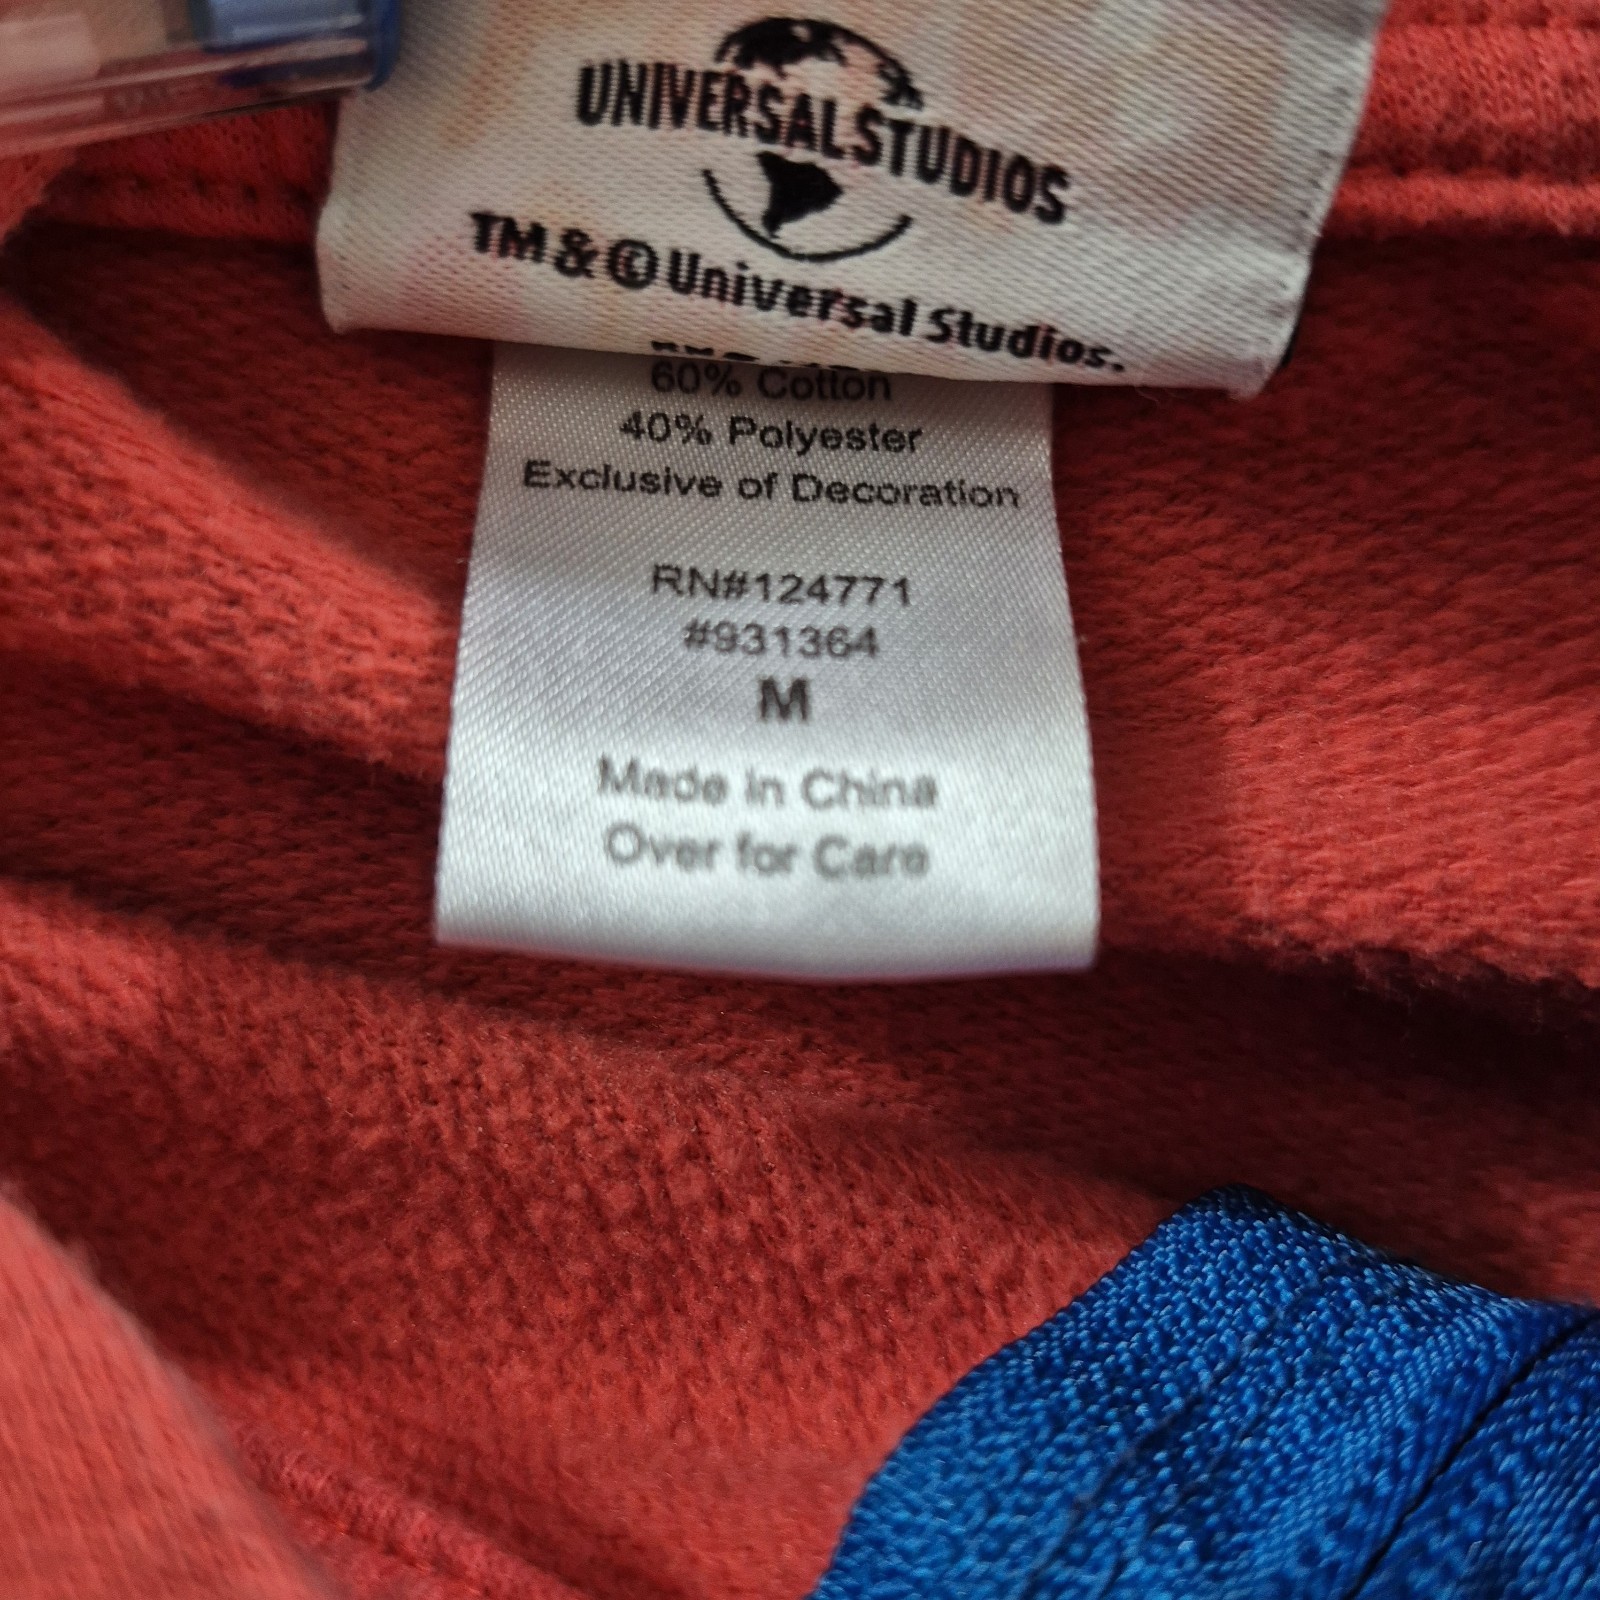 UNIVERSAL STUDIOS
TM & © Universal Studios.
60% Cotton
40% Polyester
Exclusive of Decoration
RN#124771
#931364
M
Made in China
Over for Care